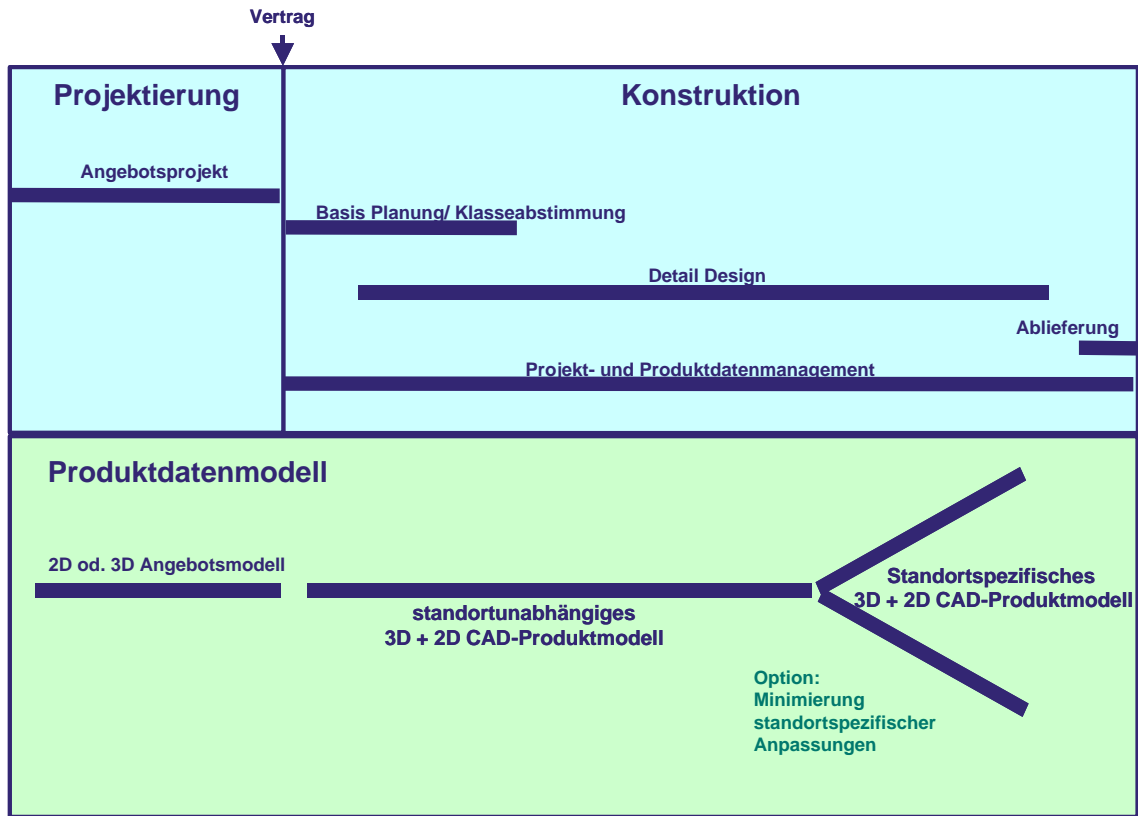 Vertrag
Projektierung
Konstruktion
Angebotsprojekt
Basis Planung/ Klasseabstimmung
Detail Design
Ablieferung
Projekt- und Produktdatenmanagement
Produktdatenmodell
2D od. 3D Angebotsmodell
standortunabhängiges
3D + 2D CAD-Produktmodell
Standortspezifisches
3D + 2D CAD-Produktmodell
Option:
Minimierung
standortspezifischer
Anpassungen